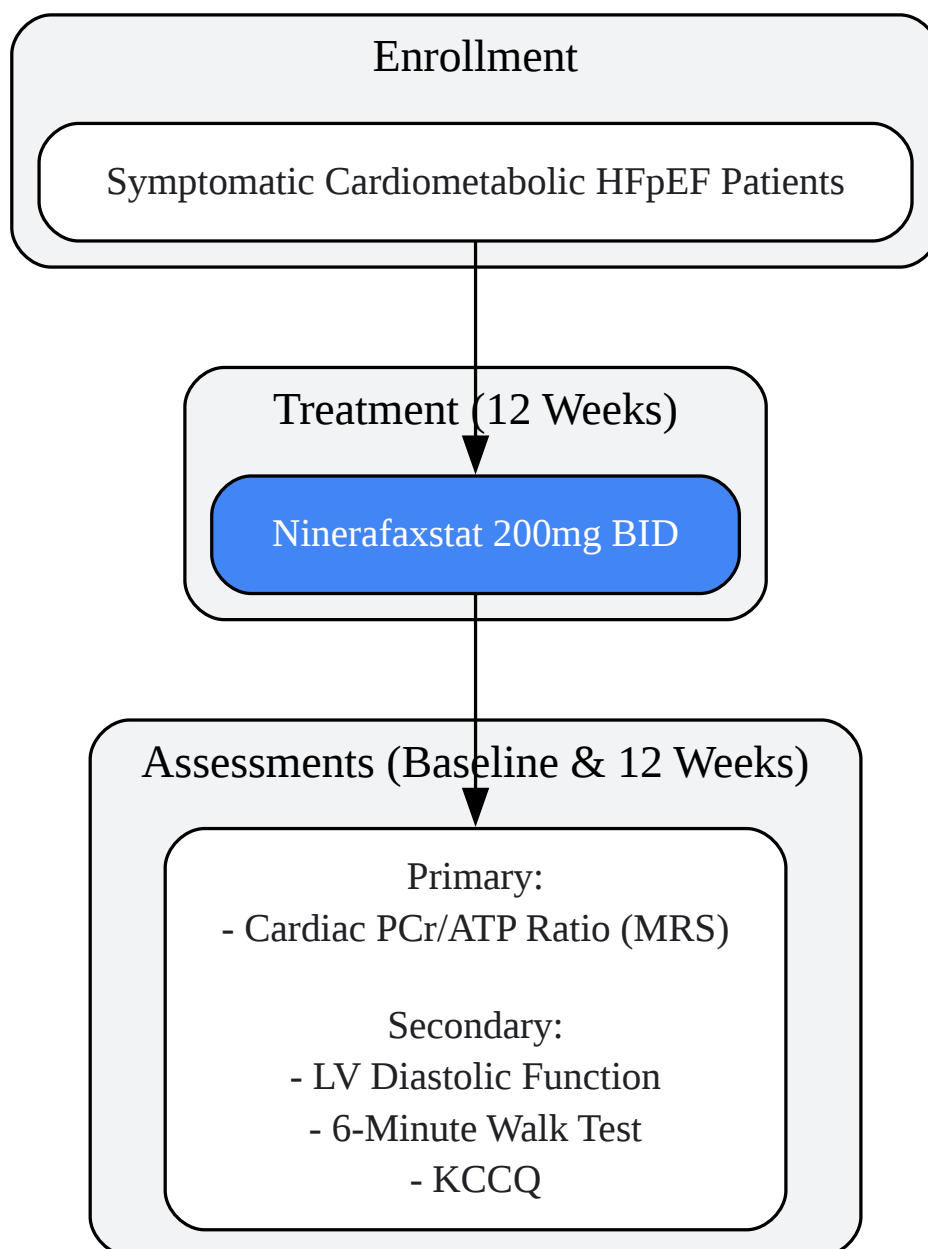 Enrollment
Symptomatic Cardiometabolic HFpEF Patients
Treatment (12 Weeks)
Ninerafaxstat 200mg BID
Assessments (Baseline & 12 Weeks)
Primary:
- Cardiac PCr/ATP Ratio (MRS)
Secondary:
- LV Diastolic Function
- 6-Minute Walk Test
- KCCQ